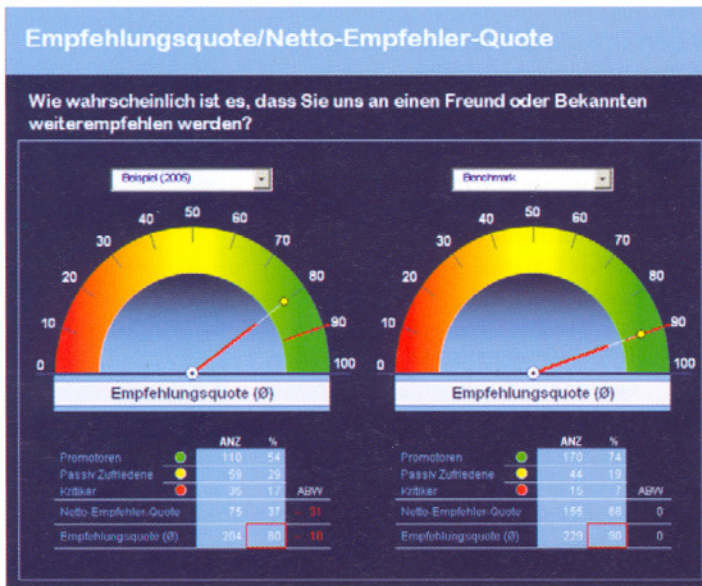 Empfehlungsquote/Netto-Empfehler-Quote
Wie wahrscheinlich ist es, dass Sie uns an einen Freund oder Bekannten
weiterempfehlen werden?
Beispiel (2005)
Benchmark
0 10 20 30 40 50 60 70 80 90 100
0 10 20 30 40 50 60 70 80 90 100
Empfehlungsquote (Ø)
Empfehlungsquote (Ø)
ANZ %
Promotoren 110 54
Passiv Zufriedene 59 29
Kritiker 35 17 ABW
Netto-Empfehler-Quote 75 37 - 31
Empfehlungsquote (Ø) 204 80 - 10
ANZ %
Promotoren 170 74
Passiv Zufriedene 44 19
Kritiker 15 7 ABW
Netto-Empfehler-Quote 155 68 0
Empfehlungsquote (Ø) 229 90 0